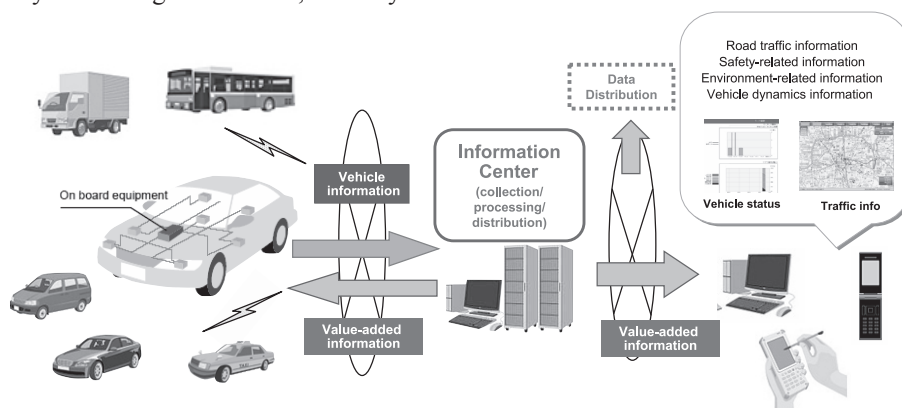 Road traffic information
Safety-related information
Environment-related information
Vehicle dynamics information
Vehicle status
Traffic info
Data
Distribution
Information
Center
(collection/
processing/
distribution)
Vehicle
information
On board equipment
Value-added
information
Value-added
information
TAXI